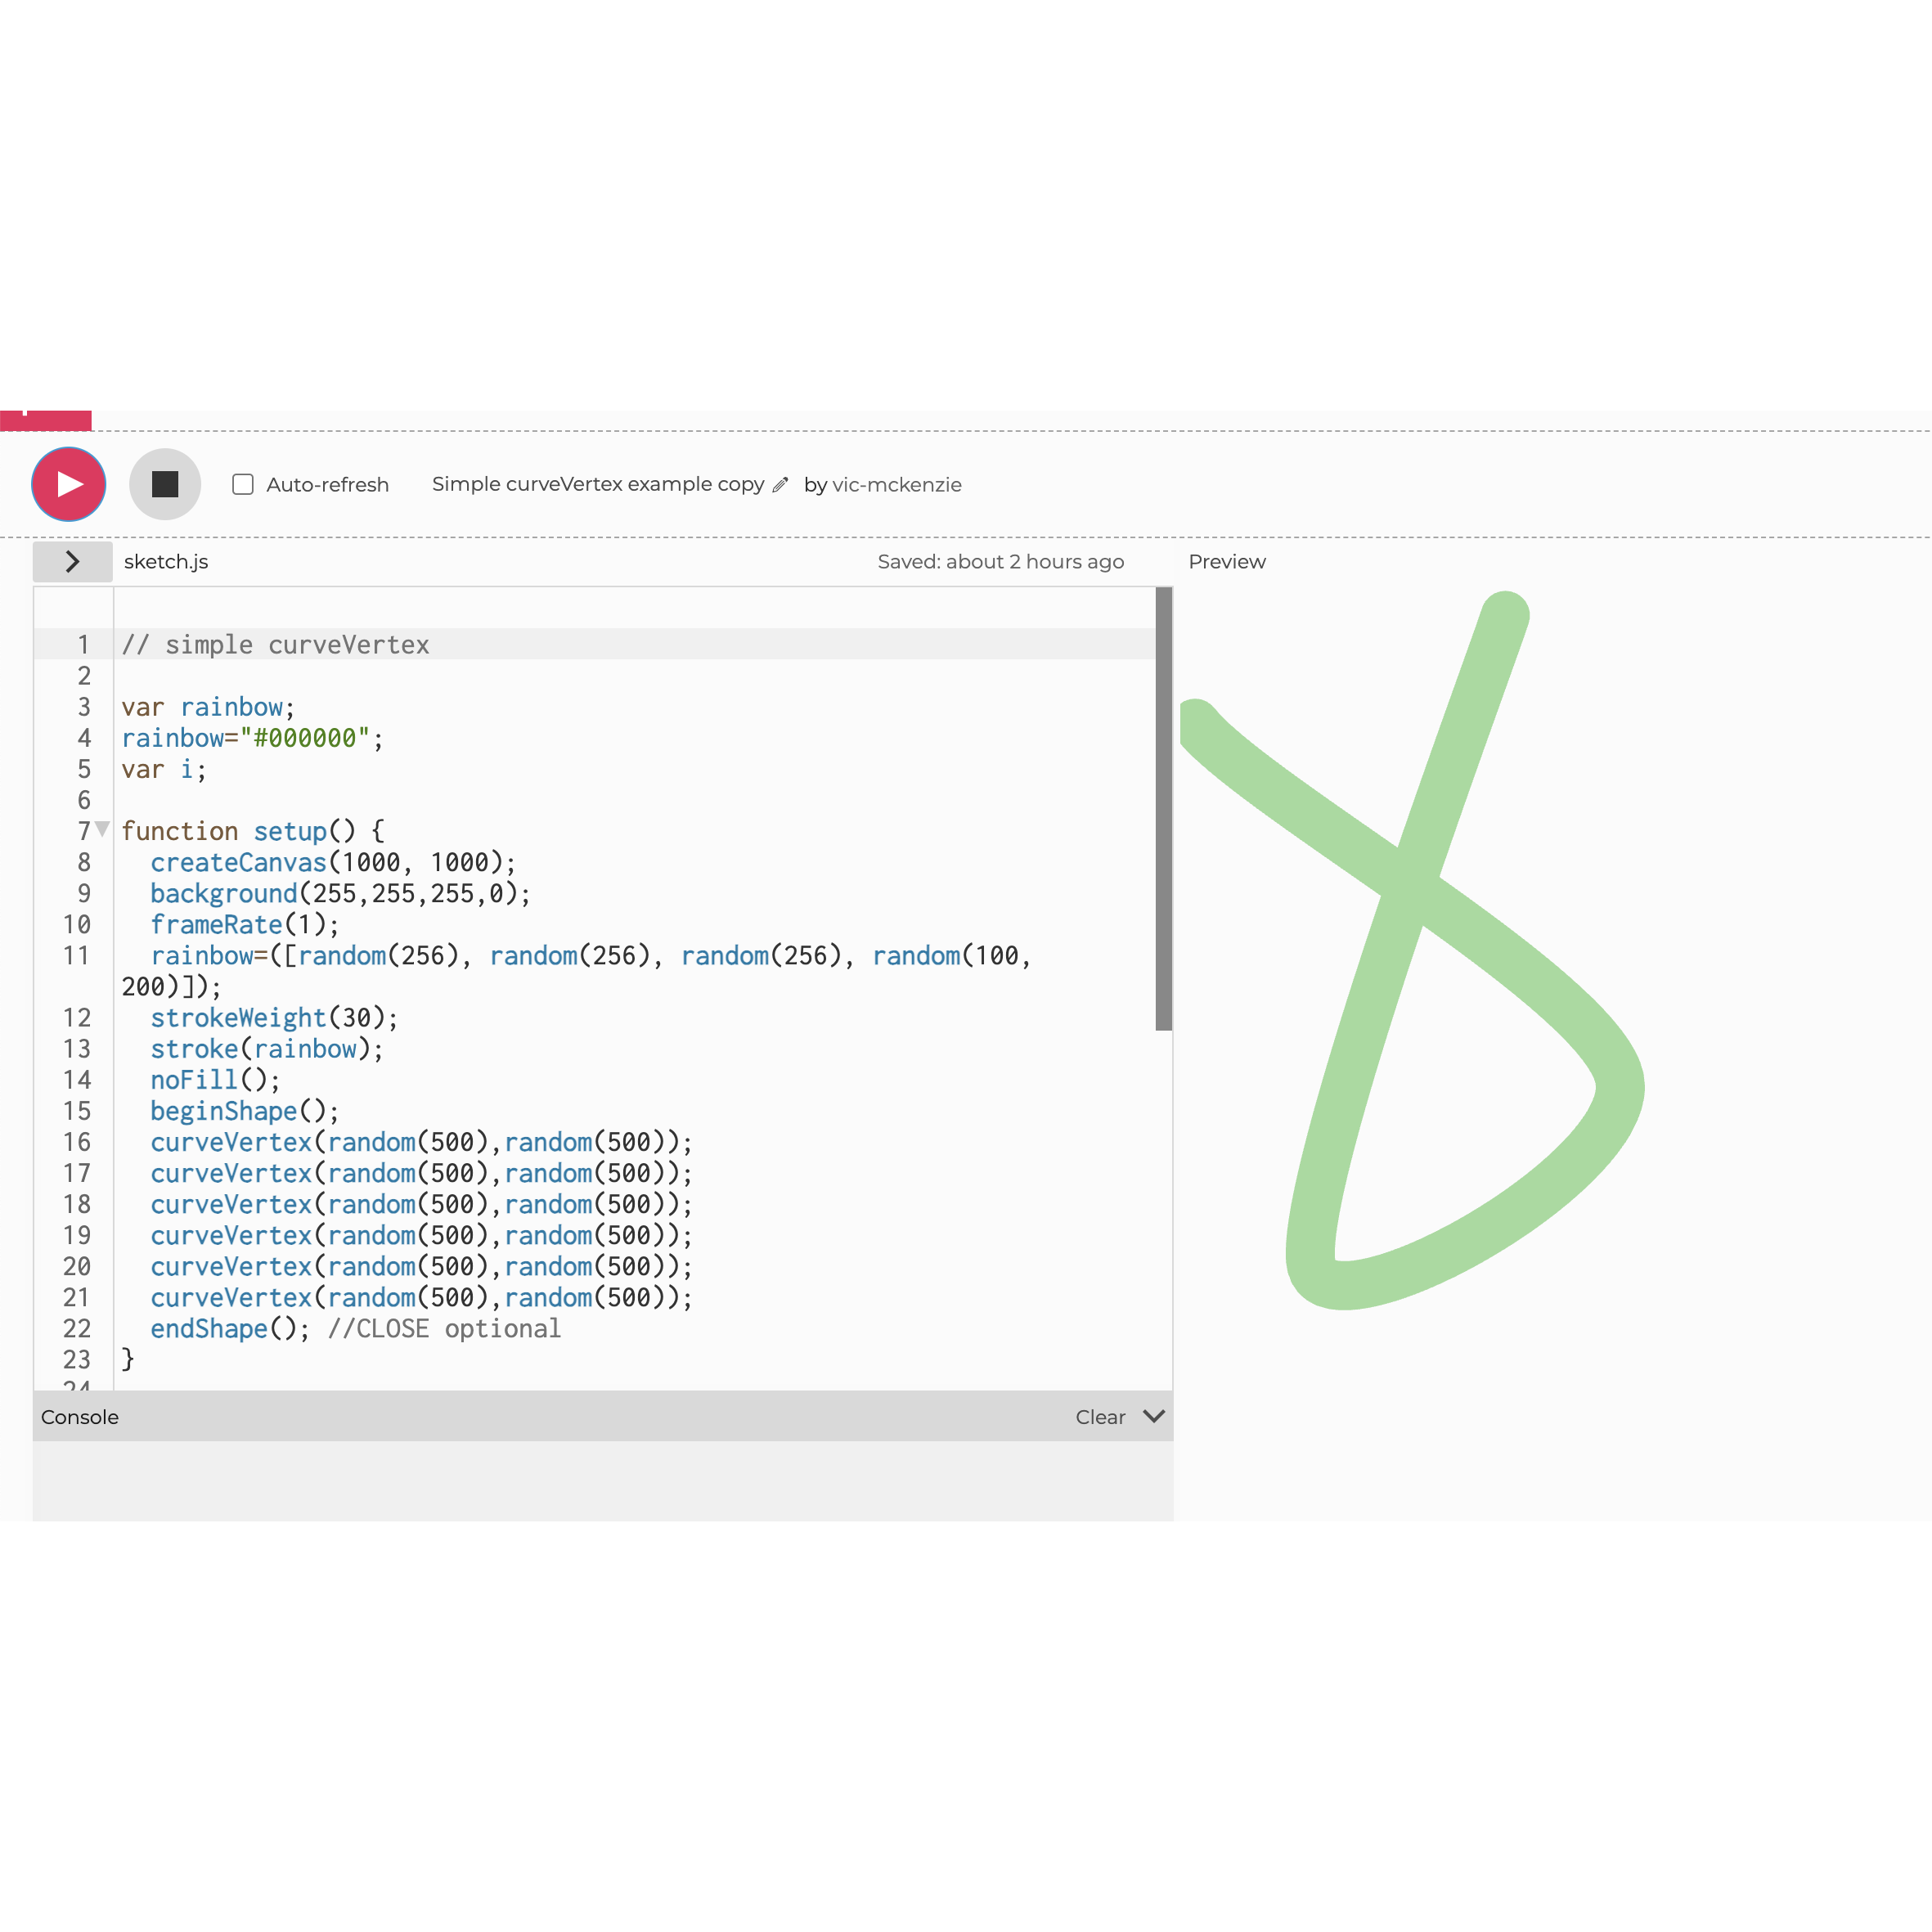 Auto-refresh Simple curveVertex example copy by vic-mckenzie
> sketch.js Saved: about 2 hours ago Preview
1 // simple curveVertex
2
3 var rainbow;
4 rainbow="#000000";
5 var i;
6
7 function setup() {
8 createCanvas(1000, 1000);
9 background(255,255,255,0);
10 frameRate(1);
11 rainbow=([random(256), random(256), random(256), random(100,
200)]);
12 strokeWeight(30);
13 stroke(rainbow);
14 noFill();
15 beginShape();
16 curveVertex(random(500),random(500));
17 curveVertex(random(500),random(500));
18 curveVertex(random(500),random(500));
19 curveVertex(random(500),random(500));
20 curveVertex(random(500),random(500));
21 curveVertex(random(500),random(500));
22 endShape(); //CLOSE optional
23 }
24
Console Clear